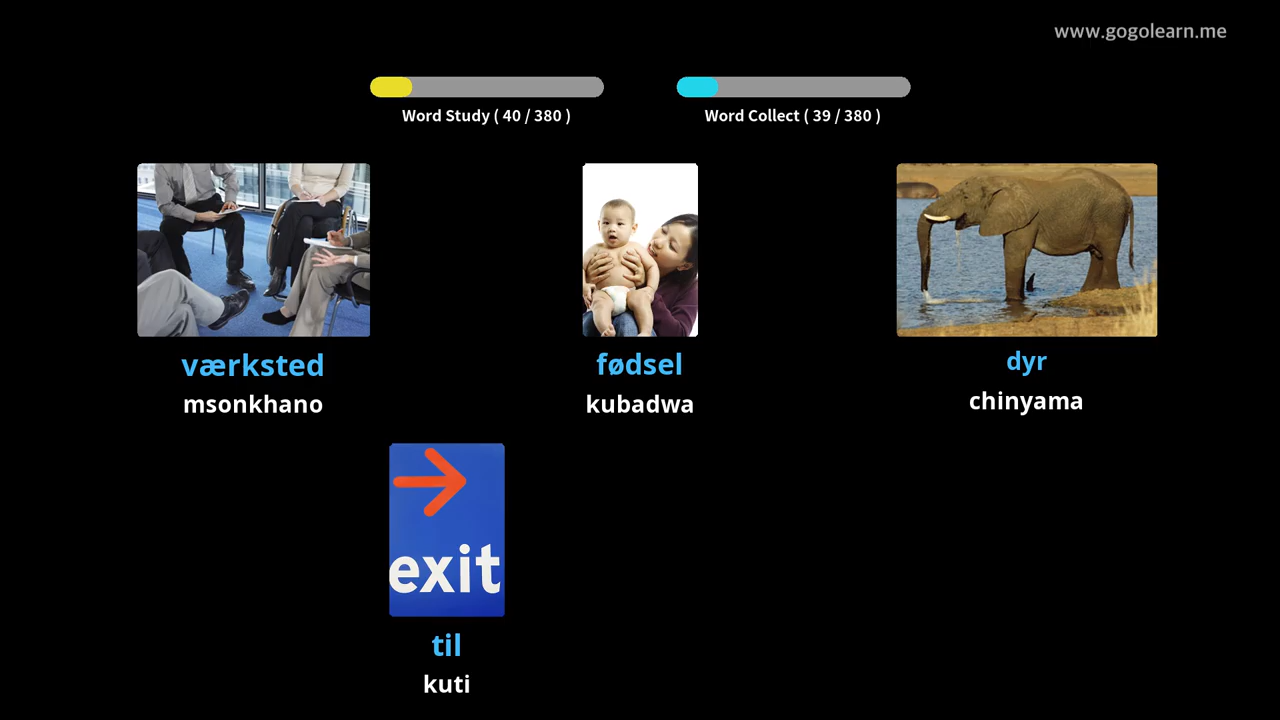 www.gogolearn.me
Word Study ( 40 / 380 )
Word Collect ( 39 / 380 )
værksted
msonkhano
fødsel
kubadwa
dyr
chinyama
exit
til
kuti